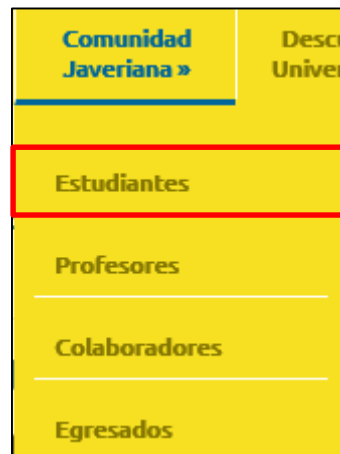 Comunidad
Javeriana »
Estudiantes
Profesores
Colaboradores
Egresados